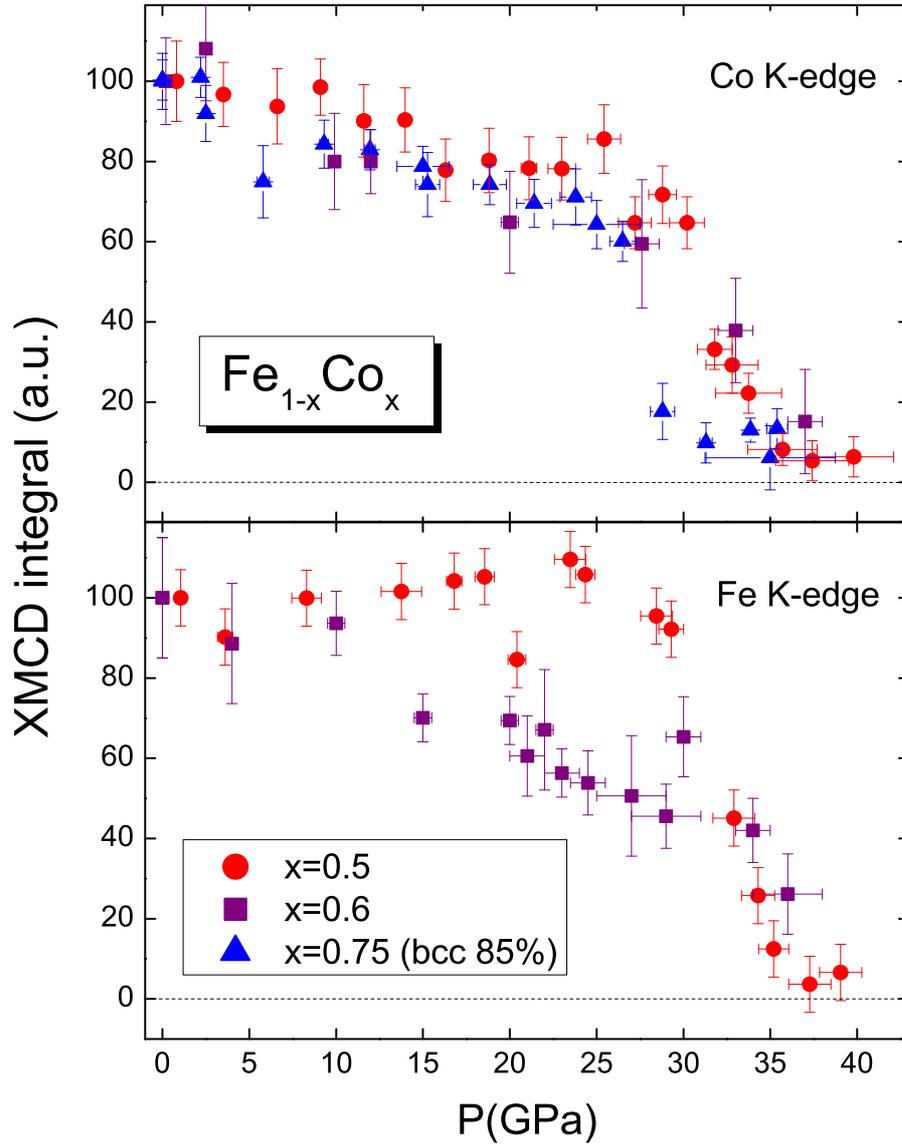 100
80
60
40
20
0
Co K-edge
Fe1-xCox
XMCD integral (a.u.)
100
80
60
40
20
0
Fe K-edge
x=0.5
x=0.6
x=0.75 (bcc 85%)
0 5 10 15 20 25 30 35 40
P(GPa)